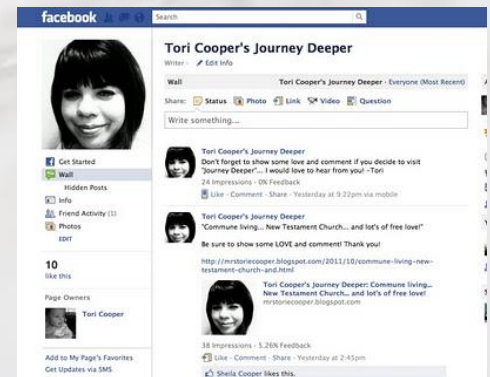 facebook
Search
Tori Cooper's Journey Deeper
Writer · Edit Info
Wall Tori Cooper's Journey Deeper · Everyone (Most Recent)
Share: Status Photo Link Video Question
Write something...
Tori Cooper's Journey Deeper
Don't forget to show some love and comment if you decide to visit
"Journey Deeper"... I would love to hear from you! -Tori
24 Impressions · 0% Feedback
Like · Comment · Share · Yesterday at 9:22pm via mobile
Tori Cooper's Journey Deeper
"Commune living... New Testament Church... and lot's of free love!"
Be sure to show some LOVE and comment! Thank you!
http://mrstoriecooper.blogspot.com/2011/10/commune-living-new-
testament-church-and.html
Tori Cooper's Journey Deeper: Commune living...
New Testament Church... and lot's of free love!
mrstoriecooper.blogspot.com
38 Impressions · 5.26% Feedback
Like · Comment · Share · Yesterday at 2:45pm
Sheila Cooper likes this.
Get Started
Wall
Hidden Posts
Info
Friend Activity (1)
Photos
EDIT
10
like this
Page Owners
Tori Cooper
Add to My Page's Favorites
Get Updates via SMS